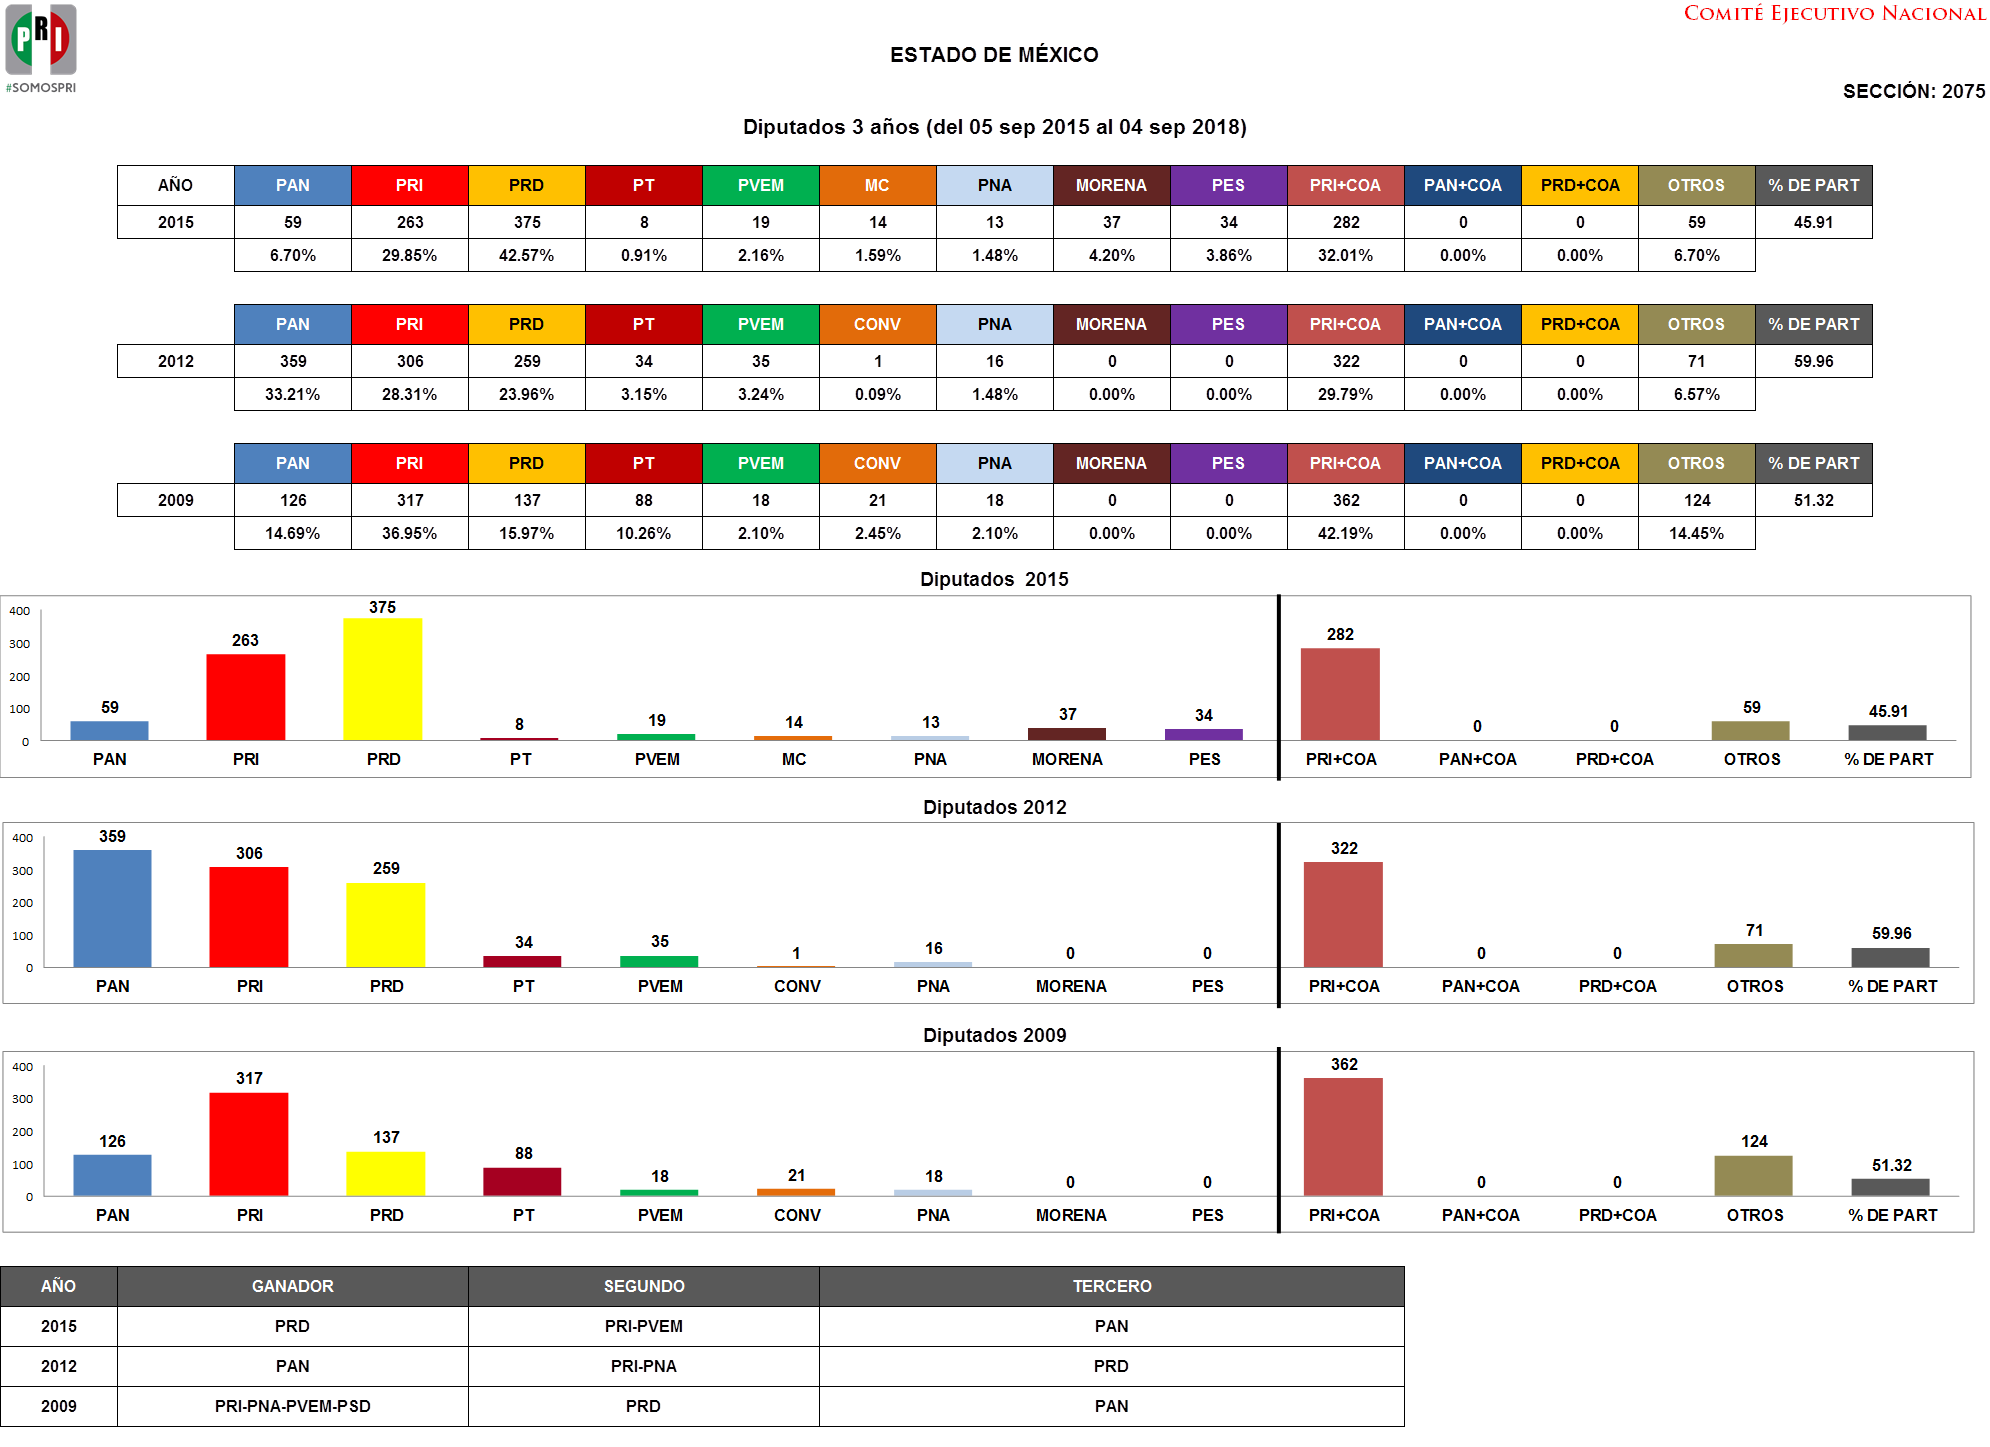 PRI
#SOMOSPRI
COMITÉ EJECUTIVO NACIONAL
ESTADO DE MÉXICO
SECCIÓN: 2075
Diputados 3 años (del 05 sep 2015 al 04 sep 2018)
AÑO PAN PRI PRD PT PVEM MC PNA MORENA PES PRI+COA PAN+COA PRD+COA OTROS % DE PART
2015 59 263 375 8 19 14 13 37 34 282 0 0 59 45.91
6.70% 29.85% 42.57% 0.91% 2.16% 1.59% 1.48% 4.20% 3.86% 32.01% 0.00% 0.00% 6.70%
PAN PRI PRD PT PVEM CONV PNA MORENA PES PRI+COA PAN+COA PRD+COA OTROS % DE PART
2012 359 306 259 34 35 1 16 0 0 322 0 0 71 59.96
33.21% 28.31% 23.96% 3.15% 3.24% 0.09% 1.48% 0.00% 0.00% 29.79% 0.00% 0.00% 6.57%
PAN PRI PRD PT PVEM CONV PNA MORENA PES PRI+COA PAN+COA PRD+COA OTROS % DE PART
2009 126 317 137 88 18 21 18 0 0 362 0 0 124 51.32
14.69% 36.95% 15.97% 10.26% 2.10% 2.45% 2.10% 0.00% 0.00% 42.19% 0.00% 0.00% 14.45%
Diputados 2015
400
300
200
100
0
59 263 375 8 19 14 13 37 34 282 0 0 59 45.91
PAN PRI PRD PT PVEM MC PNA MORENA PES PRI+COA PAN+COA PRD+COA OTROS % DE PART
Diputados 2012
400
300
200
100
0
359 306 259 34 35 1 16 0 0 322 0 0 71 59.96
PAN PRI PRD PT PVEM CONV PNA MORENA PES PRI+COA PAN+COA PRD+COA OTROS % DE PART
Diputados 2009
400
300
200
100
0
126 317 137 88 18 21 18 0 0 362 0 0 124 51.32
PAN PRI PRD PT PVEM CONV PNA MORENA PES PRI+COA PAN+COA PRD+COA OTROS % DE PART
AÑO GANADOR SEGUNDO TERCERO
2015 PRD PRI-PVEM PAN
2012 PAN PRI-PNA PRD
2009 PRI-PNA-PVEM-PSD PRD PAN